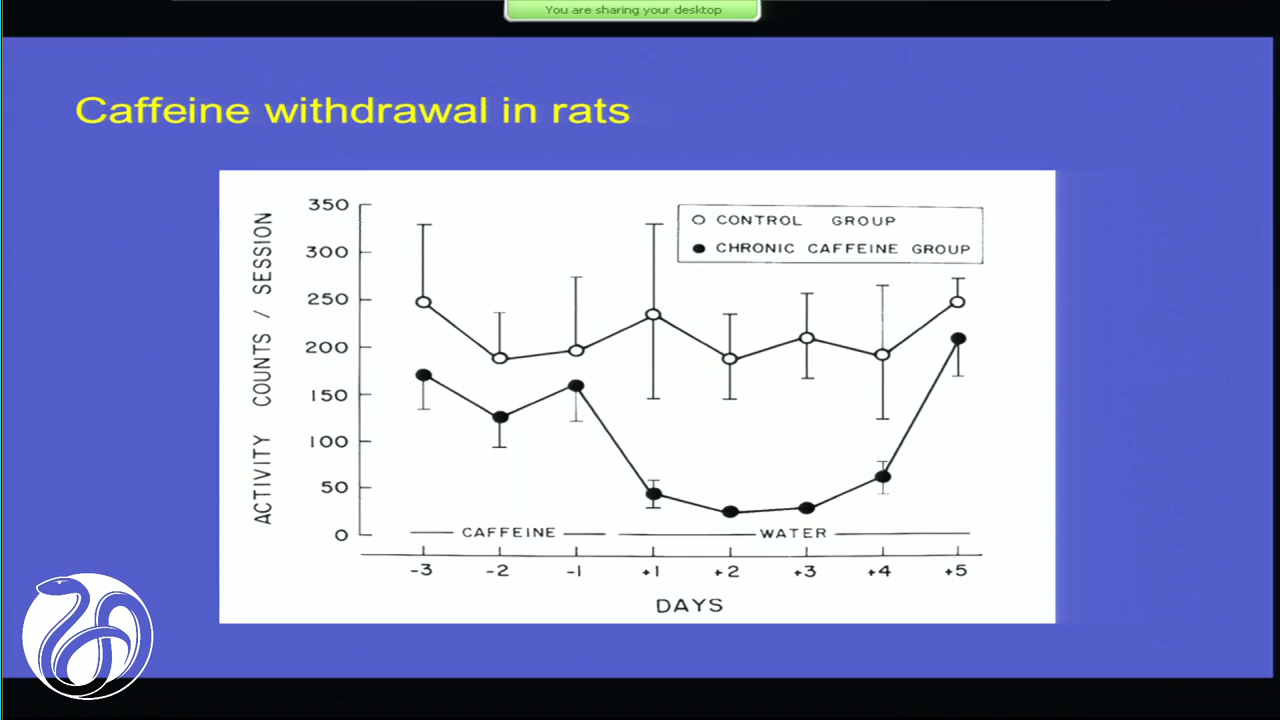 You are sharing your desktop
Caffeine withdrawal in rats
ACTIVITY COUNTS / SESSION
350
300
250
200
150
100
50
0
CONTROL GROUP
CHRONIC CAFFEINE GROUP
CAFFEINE
WATER
-3 -2 -1 +1 +2 +3 +4 +5
DAYS